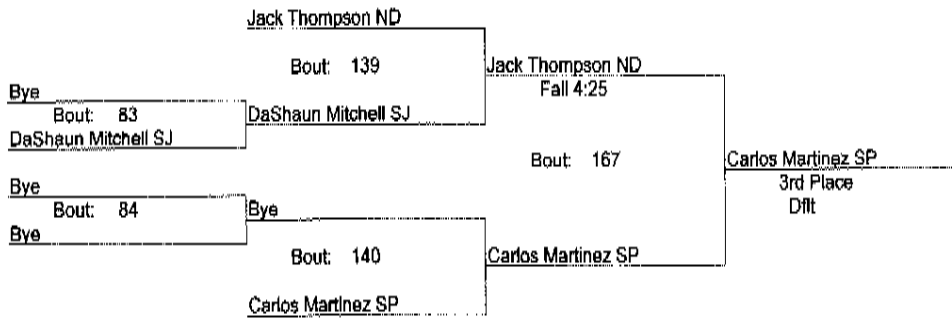 Jack Thompson ND
Bout: 139
Jack Thompson ND
Fall 4:25
Bye
Bout: 83
DaShaun Mitchell SJ
DaShaun Mitchell SJ
Bout: 167
Carlos Martinez SP
3rd Place
Dflt
Bye
Bout: 84
Bye
Bye
Bout: 140
Carlos Martinez SP
Carlos Martinez SP